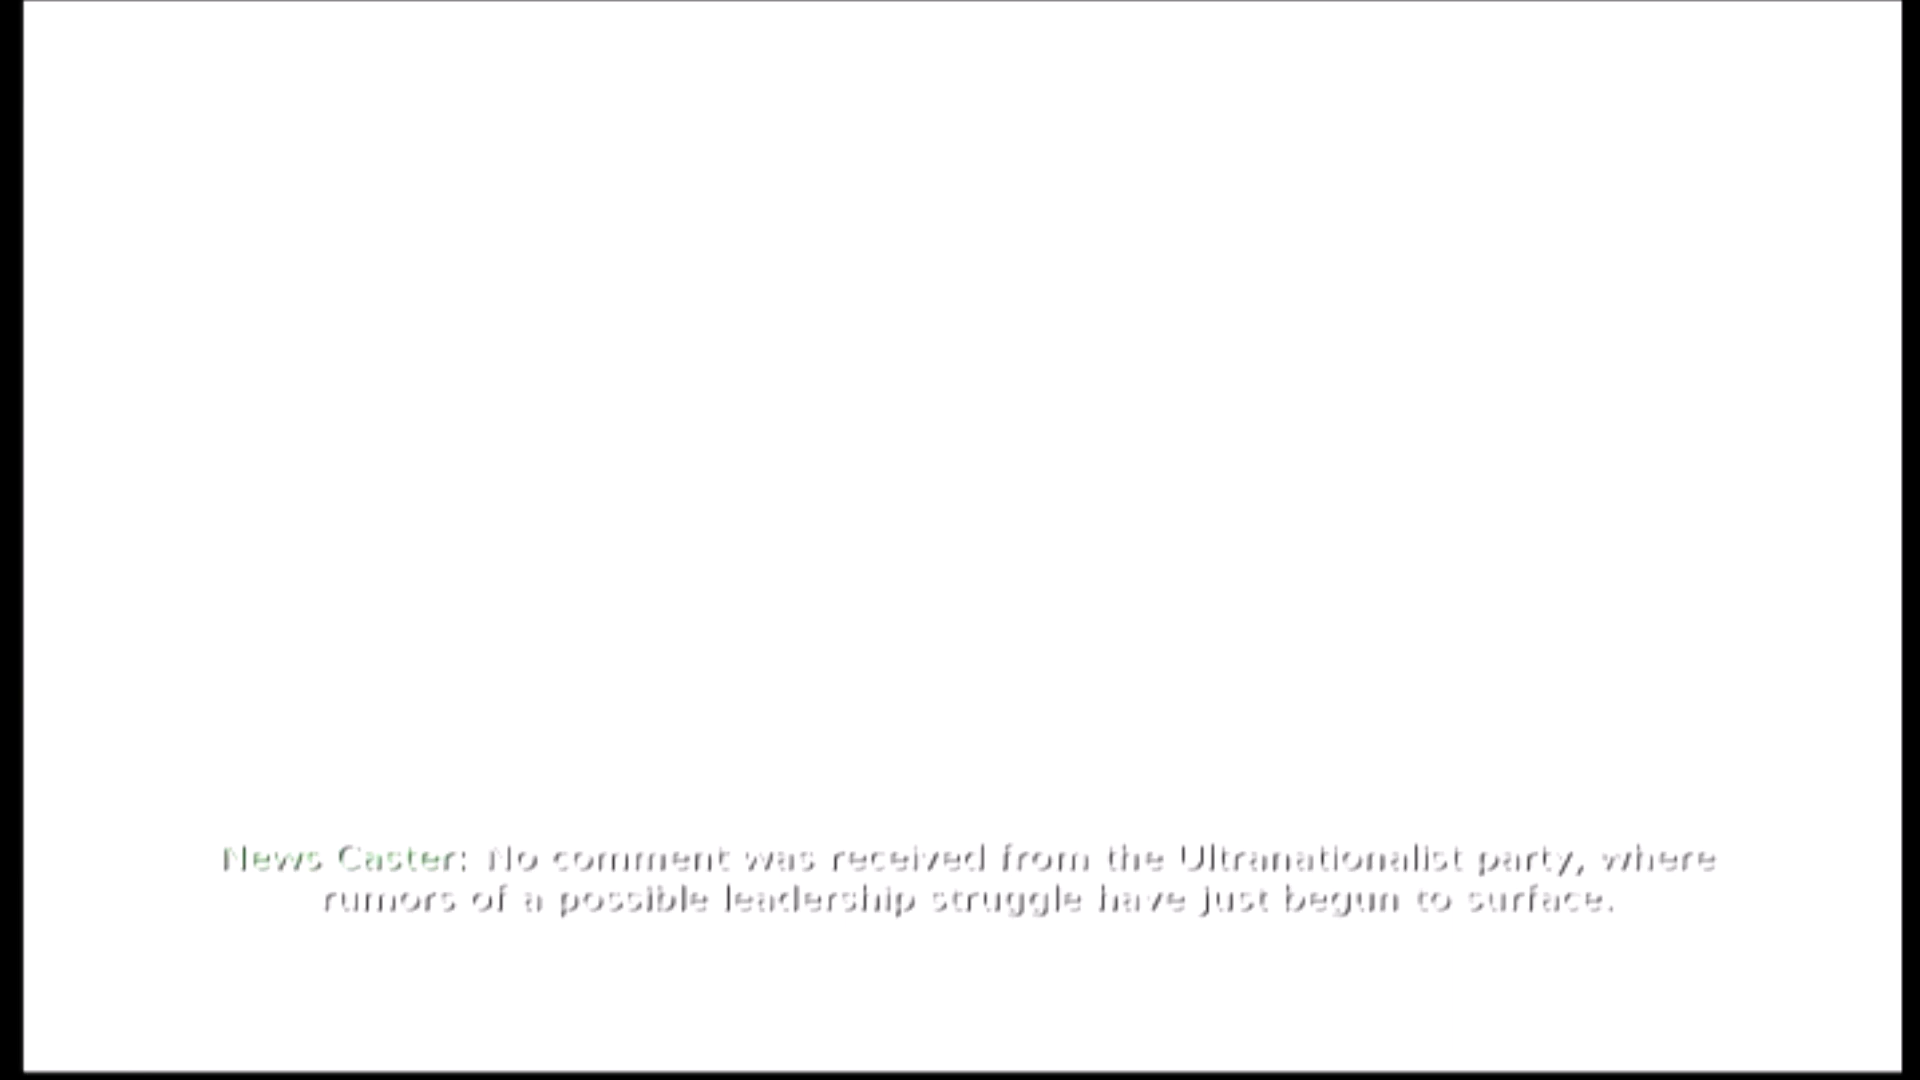 News Caster: No comment was received from the Ultranationalist party, where
rumors of a possible leadership struggle have just begun to surface.